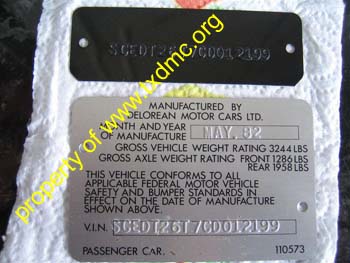 SCEDT26T7CD012199
MANUFACTURED BY
DELOREAN MOTOR CARS LTD.
MONTH AND YEAR
OF MANUFACTURE MAY. 82
GROSS VEHICLE WEIGHT RATING 3244 LBS
GROSS AXLE WEIGHT RATING FRONT 1286 LBS
REAR 1958 LBS
THIS VEHICLE CONFORMS TO ALL
APPLICABLE FEDERAL MOTOR VEHICLE
SAFETY AND BUMPER STANDARDS IN
EFFECT ON THE DATE OF MANUFACTURE
SHOWN ABOVE.
V.I.N. SCEDT26T7CD012199
PASSENGER CAR. 110573
property of www.txdmc.org